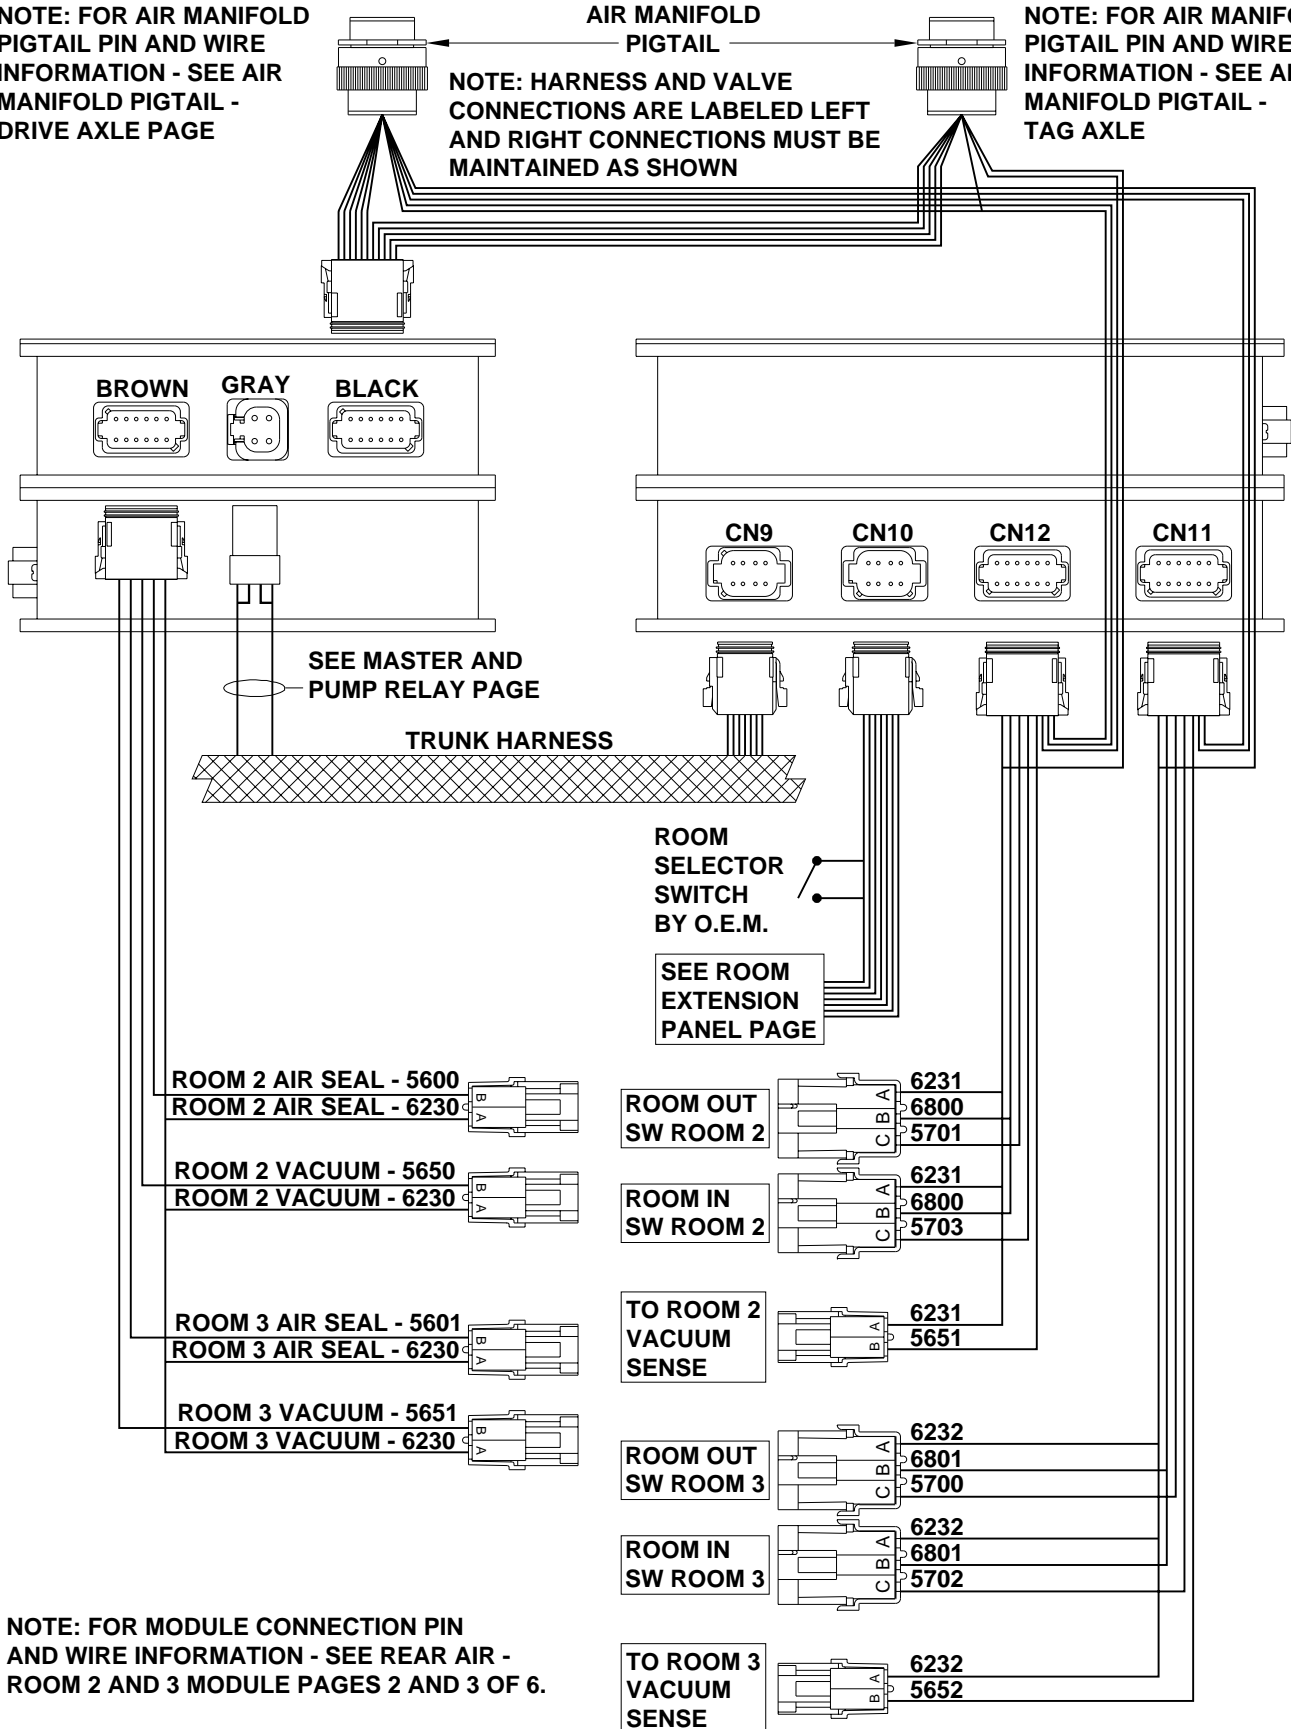 NOTE: FOR AIR MANIFOLD
PIGTAIL PIN AND WIRE
INFORMATION - SEE AIR
MANIFOLD PIGTAIL -
DRIVE AXLE PAGE
AIR MANIFOLD
PIGTAIL
NOTE: HARNESS AND VALVE
CONNECTIONS ARE LABELED LEFT
AND RIGHT CONNECTIONS MUST BE
MAINTAINED AS SHOWN
NOTE: FOR AIR MANIFO
PIGTAIL PIN AND WIRE
INFORMATION - SEE A
MANIFOLD PIGTAIL -
TAG AXLE
BROWN
GRAY
BLACK
CN9
CN10
CN12
CN11
SEE MASTER AND
PUMP RELAY PAGE
TRUNK HARNESS
ROOM
SELECTOR
SWITCH
BY O.E.M.
SEE ROOM
EXTENSION
PANEL PAGE
ROOM 2 AIR SEAL - 5600
B
ROOM 2 AIR SEAL - 6230
A
ROOM 2 VACUUM - 5650
B
ROOM 2 VACUUM - 6230
A
ROOM 3 AIR SEAL - 5601
B
ROOM 3 AIR SEAL - 6230
A
ROOM 3 VACUUM - 5651
B
ROOM 3 VACUUM - 6230
A
ROOM OUT
SW ROOM 2
A 6231
B 6800
C 5701
ROOM IN
SW ROOM 2
A 6231
B 6800
C 5703
TO ROOM 2
VACUUM
SENSE
A 6231
B 5651
ROOM OUT
SW ROOM 3
A 6232
B 6801
C 5700
ROOM IN
SW ROOM 3
A 6232
B 6801
C 5702
TO ROOM 3
VACUUM
SENSE
A 6232
B 5652
NOTE: FOR MODULE CONNECTION PIN
AND WIRE INFORMATION - SEE REAR AIR -
ROOM 2 AND 3 MODULE PAGES 2 AND 3 OF 6.